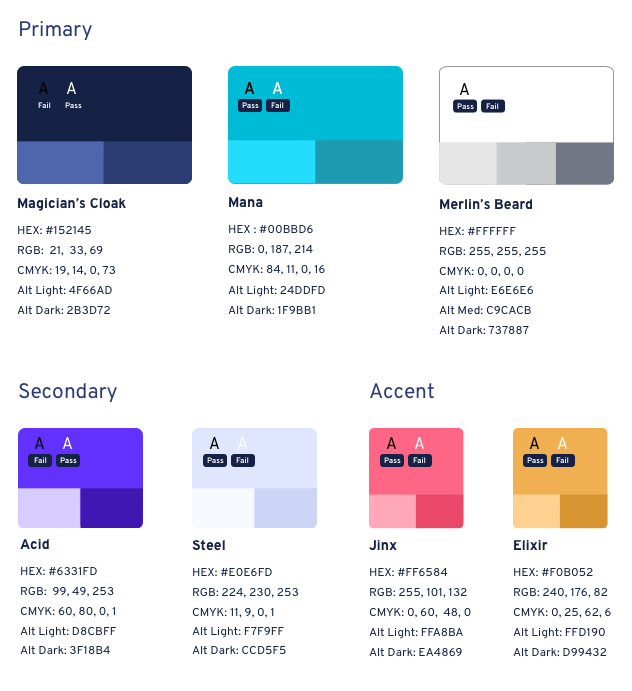 Primary
A A
Fail Pass
Magician's Cloak
HEX: #152145
RGB: 21, 33, 69
CMYK: 19, 14, 0, 73
Alt Light: 4F66AD
Alt Dark: 2B3D72
A A
Pass Fail
Mana
HEX : #00BBD6
RGB: 0, 187, 214
CMYK: 84, 11, 0, 16
Alt Light: 24DDFD
Alt Dark: 1F9BB1
A
Pass Fail
Merlin's Beard
HEX: #FFFFFF
RGB: 255, 255, 255
CMYK: 0, 0, 0, 0
Alt Light: E6E6E6
Alt Med: C9CACB
Alt Dark: 737887
Secondary
A A
Fail Pass
Acid
HEX: #6331FD
RGB: 99, 49, 253
CMYK: 60, 80, 0, 1
Alt Light: D8CBFF
Alt Dark: 3F18B4
A A
Pass Fail
Steel
HEX: #E0E6FD
RGB: 224, 230, 253
CMYK: 11, 9, 0, 1
Alt Light: F7F9FF
Alt Dark: CCD5F5
Accent
A A
Pass Fail
Jinx
HEX: #FF6584
RGB: 255, 101, 132
CMYK: 0, 60, 48, 0
Alt Light: FFA8BA
Alt Dark: EA4869
A A
Pass Fail
Elixir
HEX: #F0B052
RGB: 240, 176, 82
CMYK: 0, 25, 62, 6
Alt Light: FFD190
Alt Dark: D99432